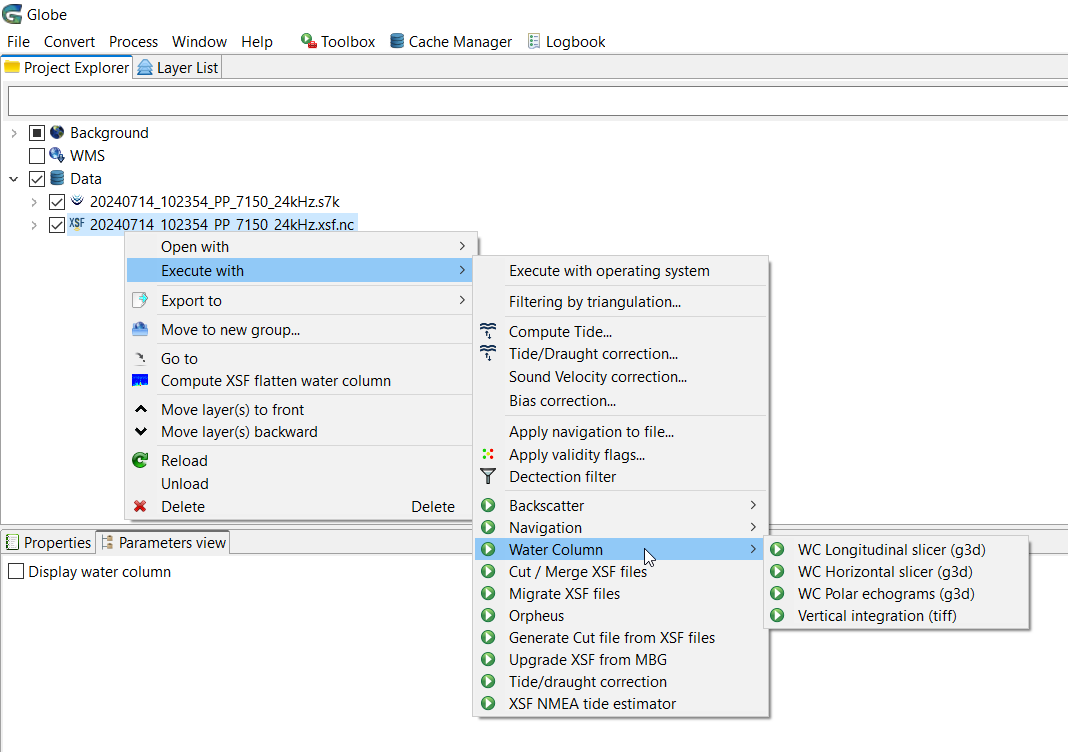 Globe
File Convert Process Window Help Toolbox Cache Manager Logbook
Project Explorer Layer List
Background
WMS
Data
20240714_102354_PP_7150_24kHz.s7k
XSF 20240714_102354_PP_7150_24kHz.xsf.nc
Open with
Execute with
Export to
Move to new group...
Go to
Compute XSF flatten water column
Move layer(s) to front
Move layer(s) backward
Reload
Unload
Delete Delete
Execute with operating system
Filtering by triangulation...
Compute Tide...
Tide/Draught correction...
Sound Velocity correction...
Bias correction...
Apply navigation to file...
Apply validity flags...
Dectection filter
Backscatter
Navigation
Water Column
Cut / Merge XSF files
Migrate XSF files
Orpheus
Generate Cut file from XSF files
Upgrade XSF from MBG
Tide/draught correction
XSF NMEA tide estimator
WC Longitudinal slicer (g3d)
WC Horizontal slicer (g3d)
WC Polar echograms (g3d)
Vertical integration (tiff)
Properties Parameters view
Display water column